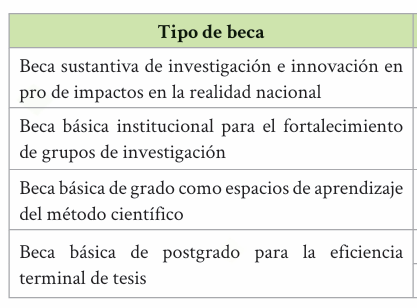 Tipo de beca
Beca sustantiva de investigación e innovación en
pro de impactos en la realidad nacional
Beca básica institucional para el fortalecimiento
de grupos de investigación
Beca básica de grado como espacios de aprendizaje
del método científico
Beca básica de postgrado para la eficiencia
terminal de tesis